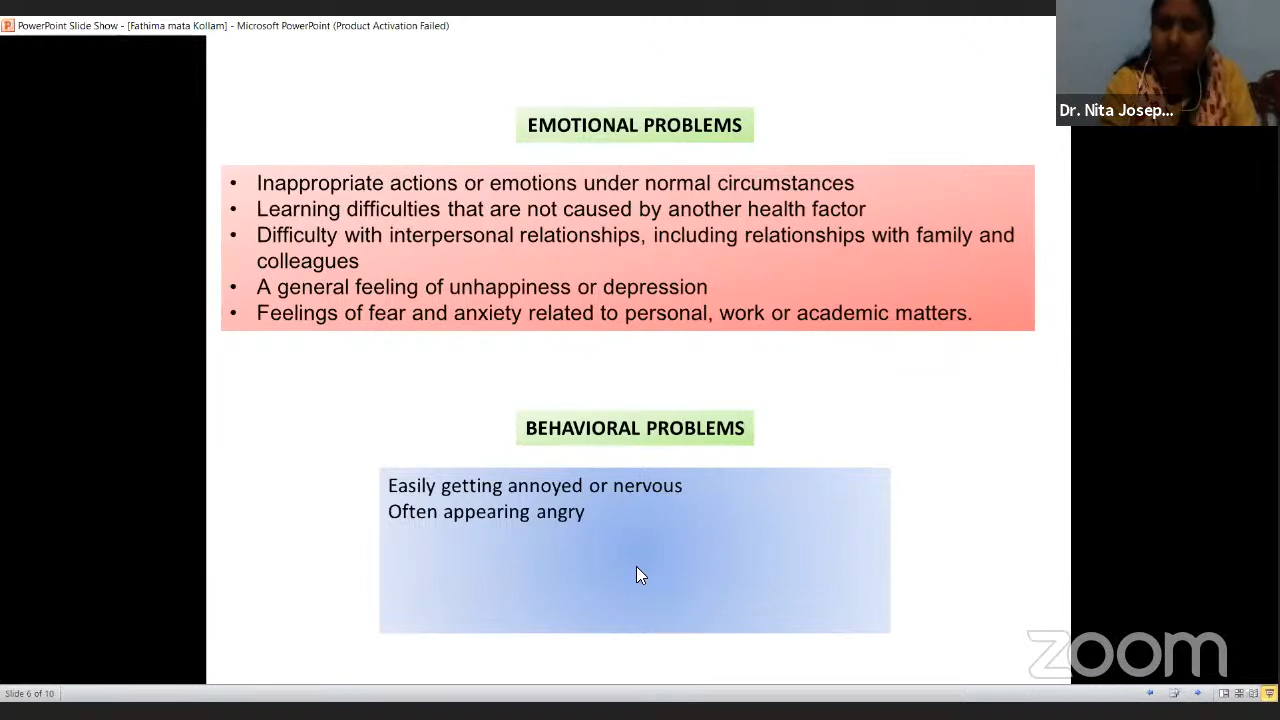 PowerPoint Slide Show - [Fathima mata Kollam] - Microsoft PowerPoint (Product Activation Failed)
Dr. Nita Josep...
EMOTIONAL PROBLEMS
• Inappropriate actions or emotions under normal circumstances
• Learning difficulties that are not caused by another health factor
• Difficulty with interpersonal relationships, including relationships with family and
colleagues
• A general feeling of unhappiness or depression
• Feelings of fear and anxiety related to personal, work or academic matters.
BEHAVIORAL PROBLEMS
Easily getting annoyed or nervous
Often appearing angry
zoom
Slide 6 of 10